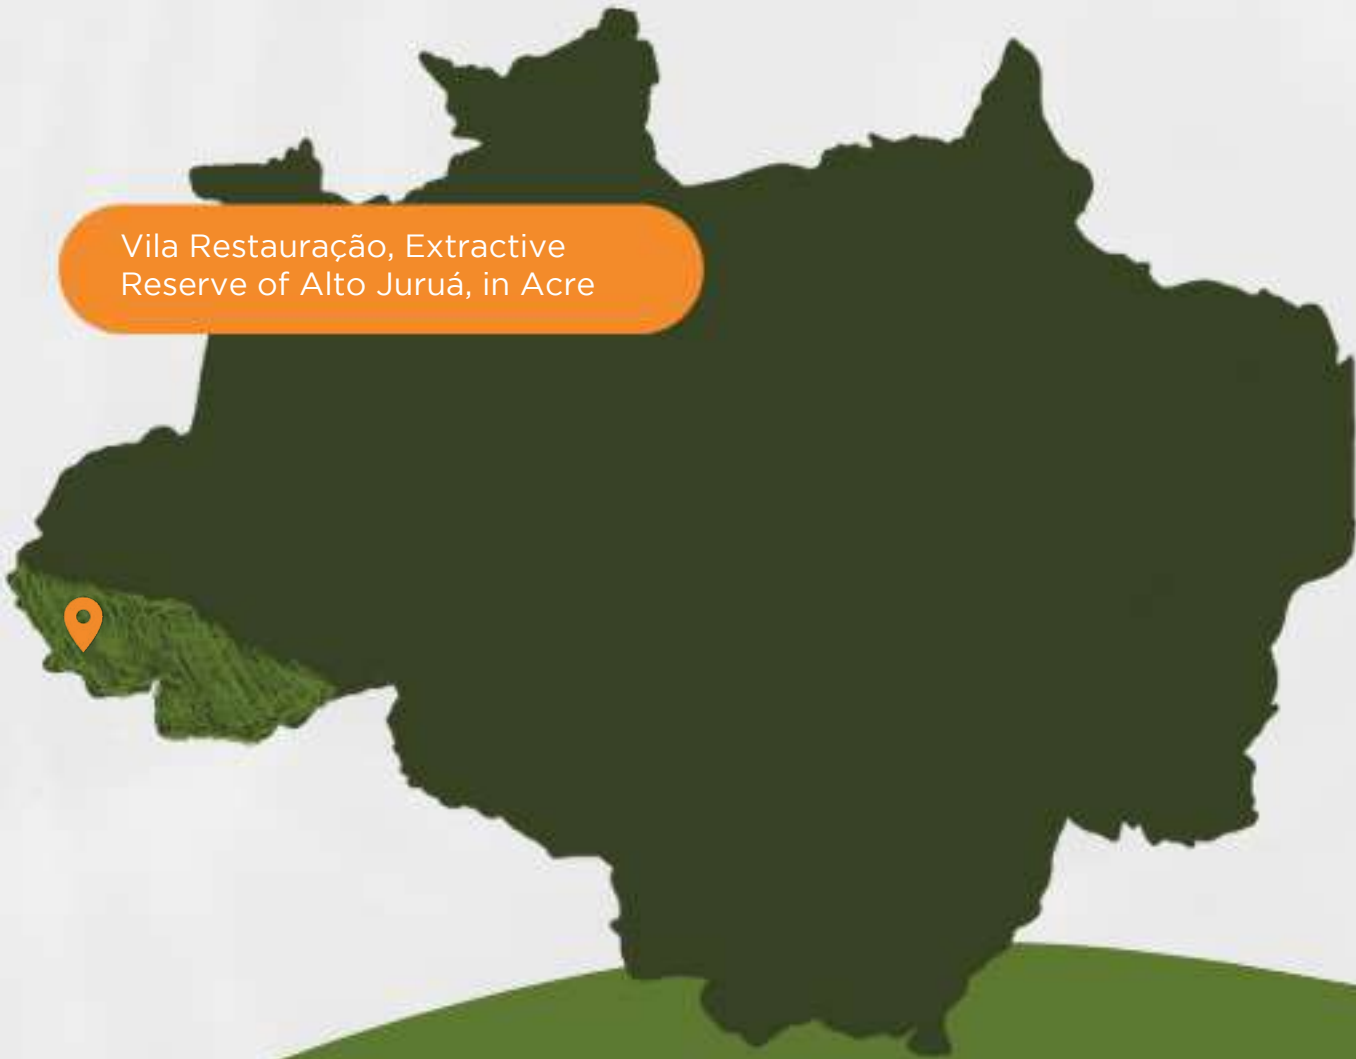 Vila Restauração, Extractive
Reserve of Alto Juruá, in Acre